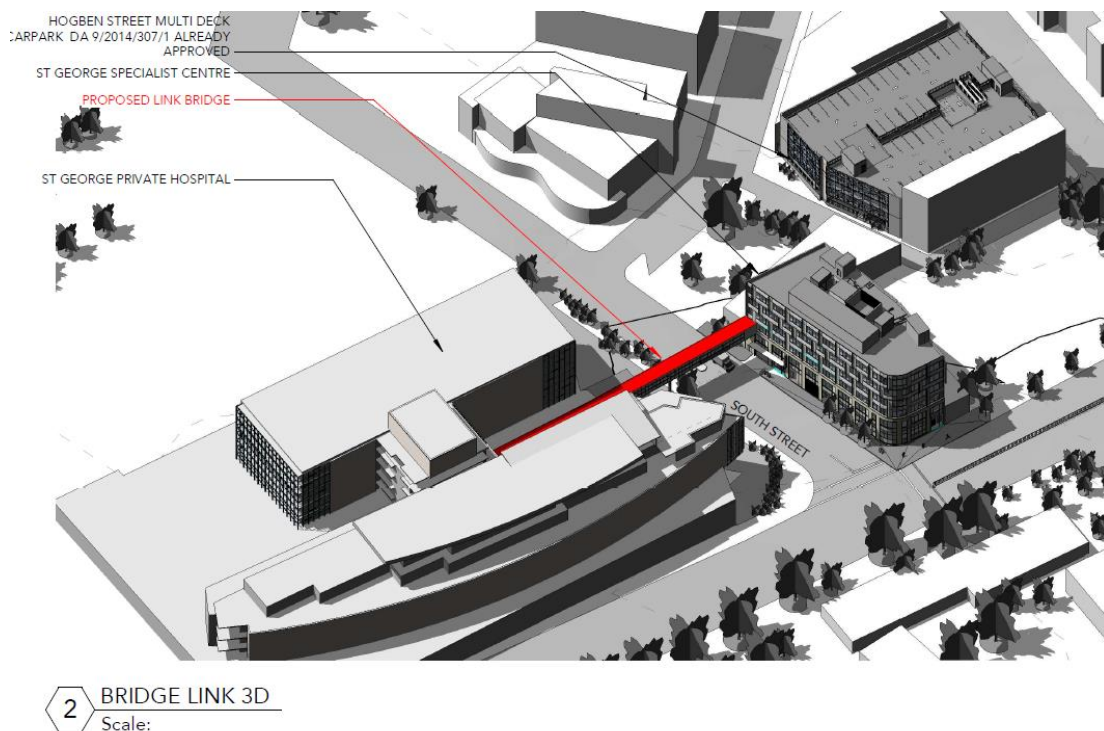 HOGBEN STREET MULTI DECK
CARPARK DA 9/2014/307/1 ALREADY
APPROVED
ST GEORGE SPECIALIST CENTRE
PROPOSED LINK BRIDGE
ST GEORGE PRIVATE HOSPITAL
SOUTH STREET
2 BRIDGE LINK 3D
Scale: